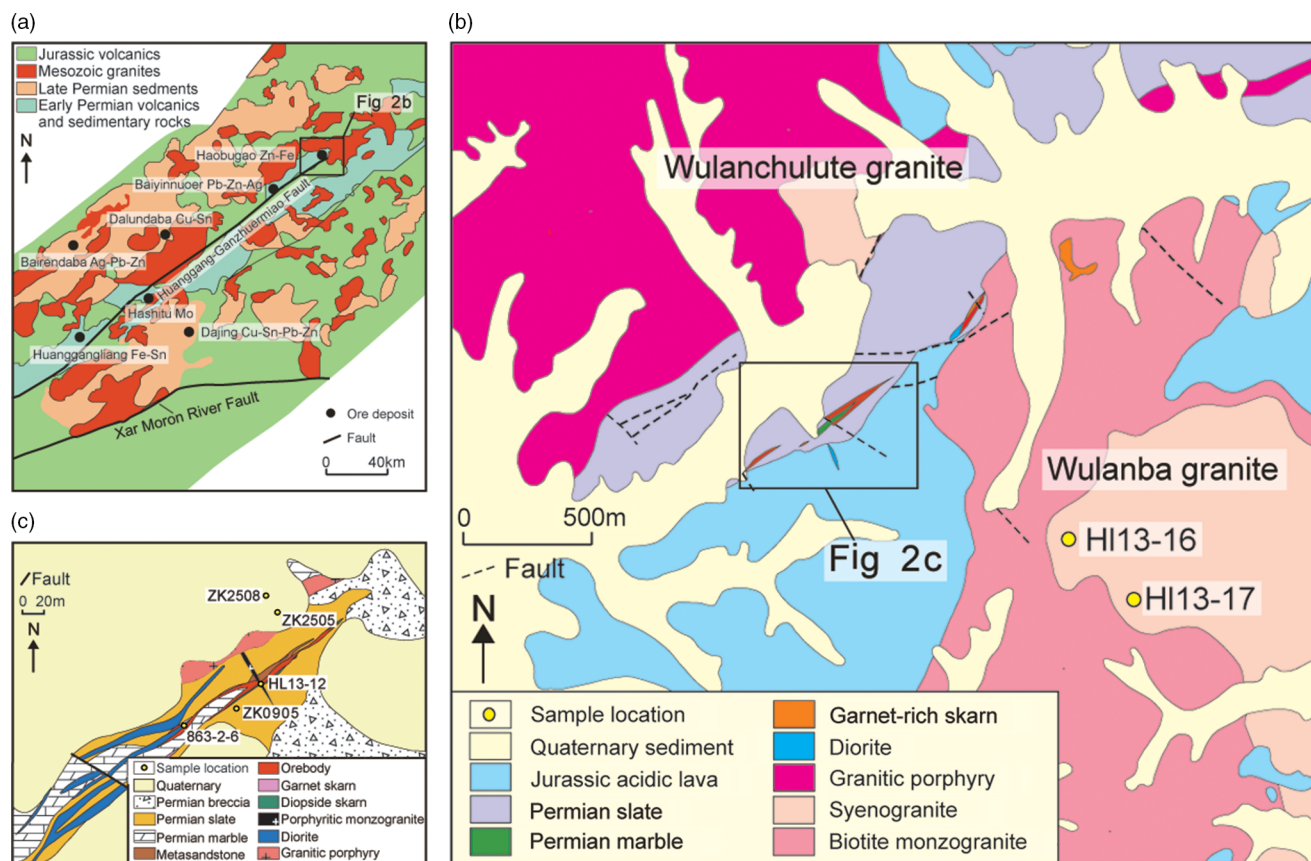 (a)
Jurassic volcanics
Mesozoic granites
Late Permian sedments
Early Permian volcanics
and sedimentary rocks
Fig 2b
N
Haobugao Zn-Fe
Baiyinnuoer Pb-Zn-Ag
Dalundaba Cu-Sn
Huanggang-Ganzhuermiao Fault
Bairendaba Ag-Pb-Zn
Hashitu Mo
Dajing Cu-Sn-Pb-Zn
Huanggangliang Fe-Sn
Xar Moron River Fault
Ore deposit
Fault
0 40km
(b)
Wulanchulute granite
Wulanba granite
0 500m
Fig 2c
Fault
HI13-16
HI13-17
N
Sample location
Quaternary sediment
Jurassic acidic lava
Permian slate
Permian marble
Garnet-rich skarn
Diorite
Granitic porphyry
Syenogranite
Biotite monzogranite
(c)
Fault
0 20m
N
ZK2508
ZK2505
HL13-12
ZK0905
863-2-6
Sample location
Quaternary
Permian breccia
Permian slate
Permian marble
Metasandstone
Orebody
Garnet skarn
Diopside skarn
Porphyritic monzogranite
Diorite
Granitic porphyry